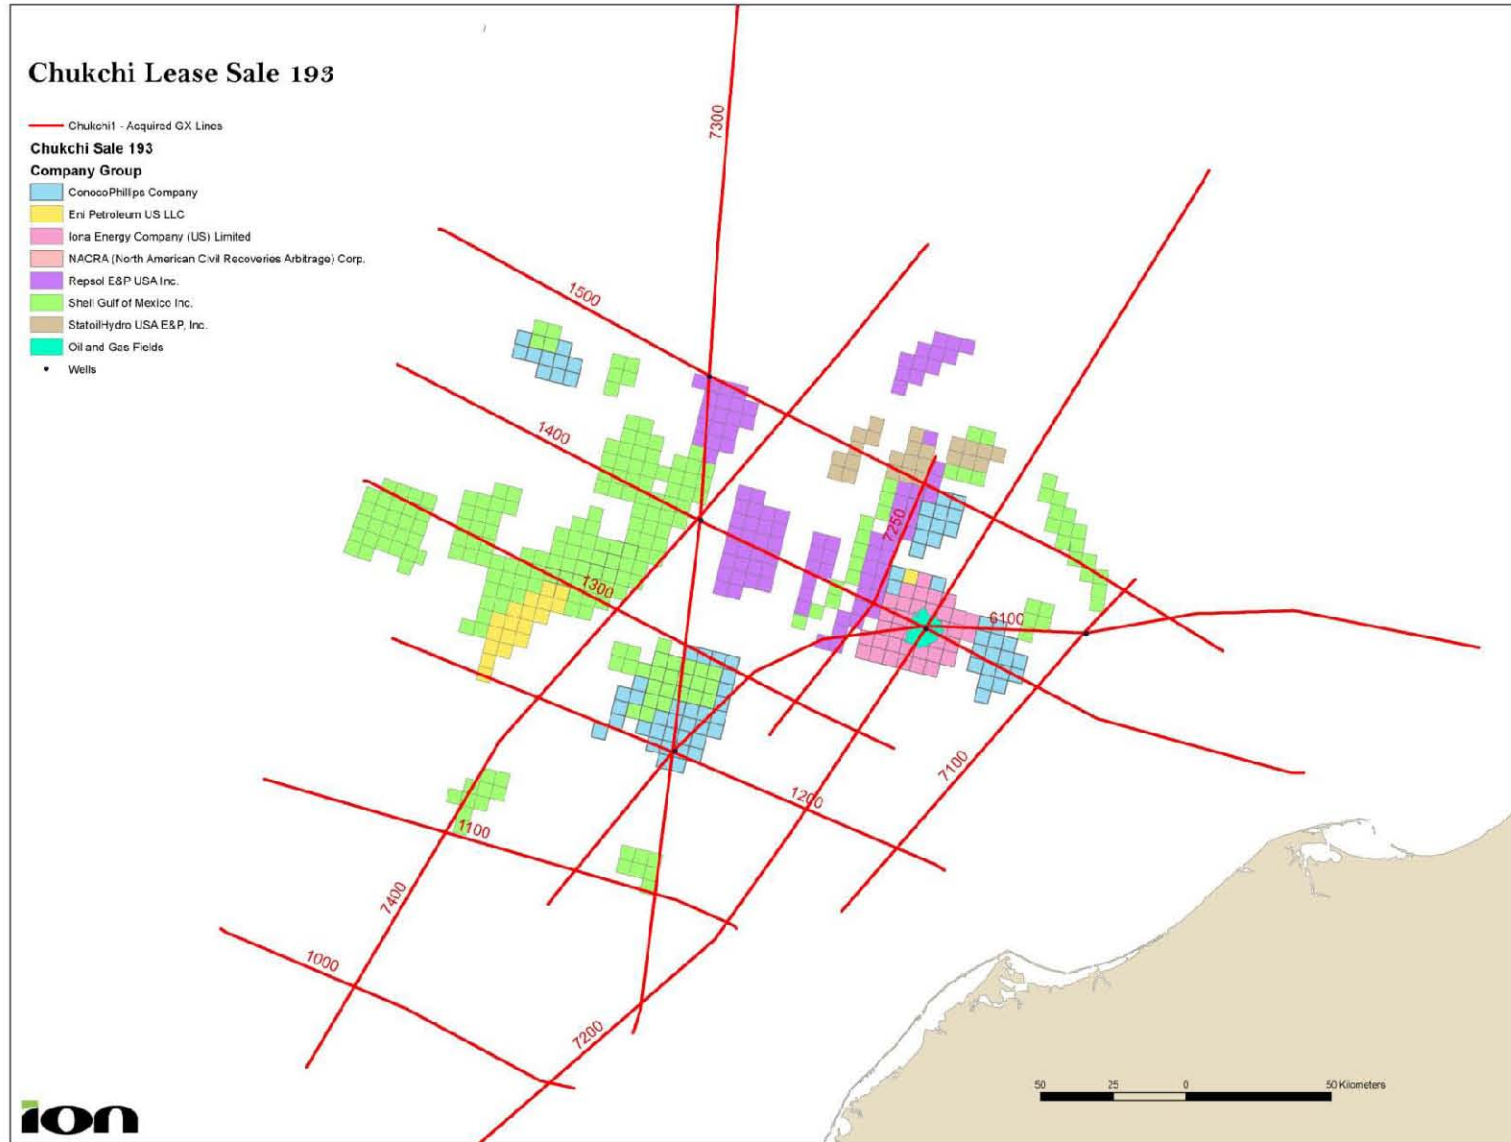 Chukchi Lease Sale 193
Chukchi1 - Acquired GX Lines
Chukchi Sale 193
Company Group
ConocoPhillips Company
Eni Petroleum US LLC
Iona Energy Company (US) Limited
NACRA (North American Civil Recoveries Arbitrage) Corp.
Repsol E&P USA Inc.
Shell Gulf of Mexico Inc.
StatoilHydro USA E&P, Inc.
Oil and Gas Fields
Wells
7300
1500
1400
7250
1300
6100
7100
1200
1100
7400
1000
7200
50 25 0 50 Kilometers
ion